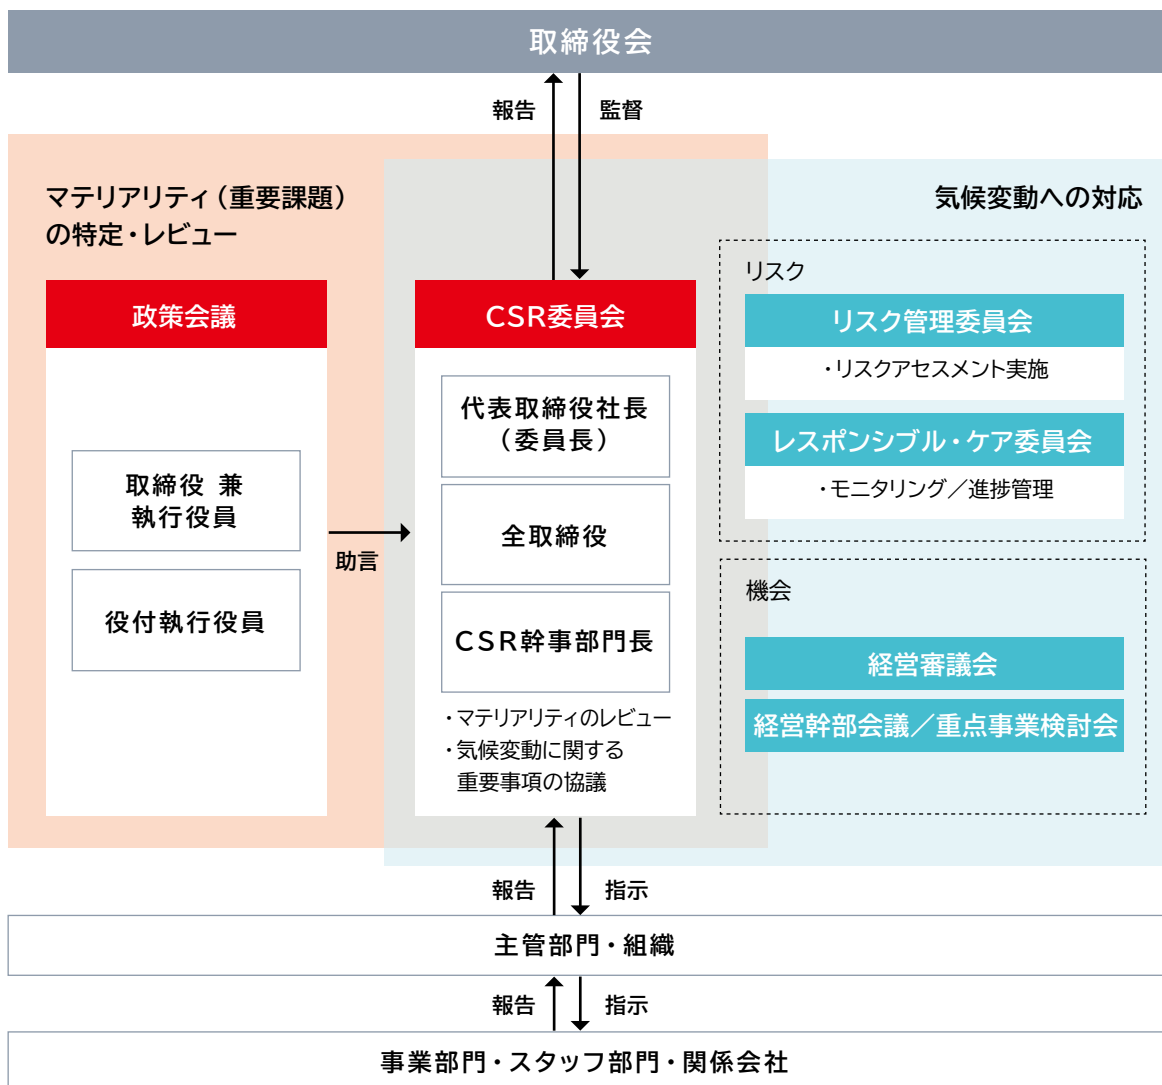 取締役会
報告
監督
マテリアリティ（重要課題）
の特定・レビュー
気候変動への対応
政策会議
取締役 兼
執行役員
役付執行役員
助言
CSR委員会
代表取締役社長
（委員長）
全取締役
CSR幹事部門長
・マテリアリティのレビュー
・気候変動に関する
重要事項の協議
リスク
リスク管理委員会
・リスクアセスメント実施
レスポンシブル・ケア委員会
・モニタリング／進捗管理
機会
経営審議会
経営幹部会議／重点事業検討会
報告
指示
主管部門・組織
報告
指示
事業部門・スタッフ部門・関係会社